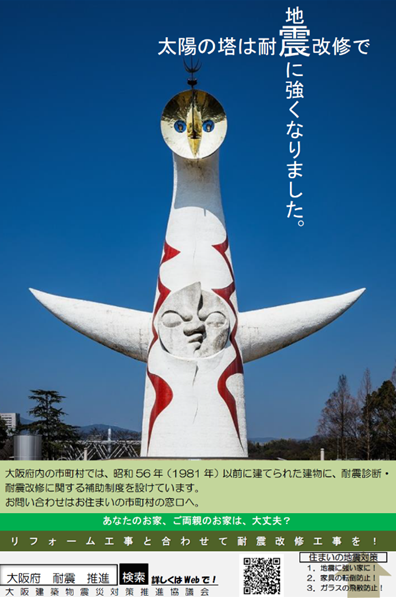 太陽の塔は耐震改修で
地震に強くなりました。
大阪府内の市町村では、昭和56年（1981年）以前に建てられた建物に、耐震診断・
耐震改修に関する補助制度を設けています。
お問い合わせはお住まいの市町村の窓口へ。
あなたのお家、ご両親のお家は、大丈夫？
リフォーム工事と合わせて耐震改修工事を！
大阪府　耐震　推進 検索 詳しくはWebで！
大阪建築物震災対策推進協議会
住まいの地震対策
1．地震に強い家に！
2．家具の転倒防止！
3．ガラスの飛散防止！